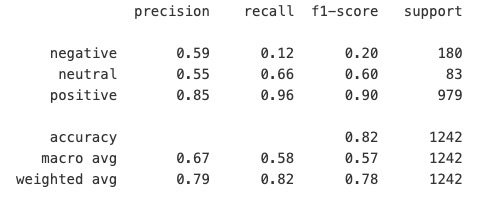 precision recall f1-score support
negative 0.59 0.12 0.20 180
neutral 0.55 0.66 0.60 83
positive 0.85 0.96 0.90 979
accuracy 0.82 1242
macro avg 0.67 0.58 0.57 1242
weighted avg 0.79 0.82 0.78 1242